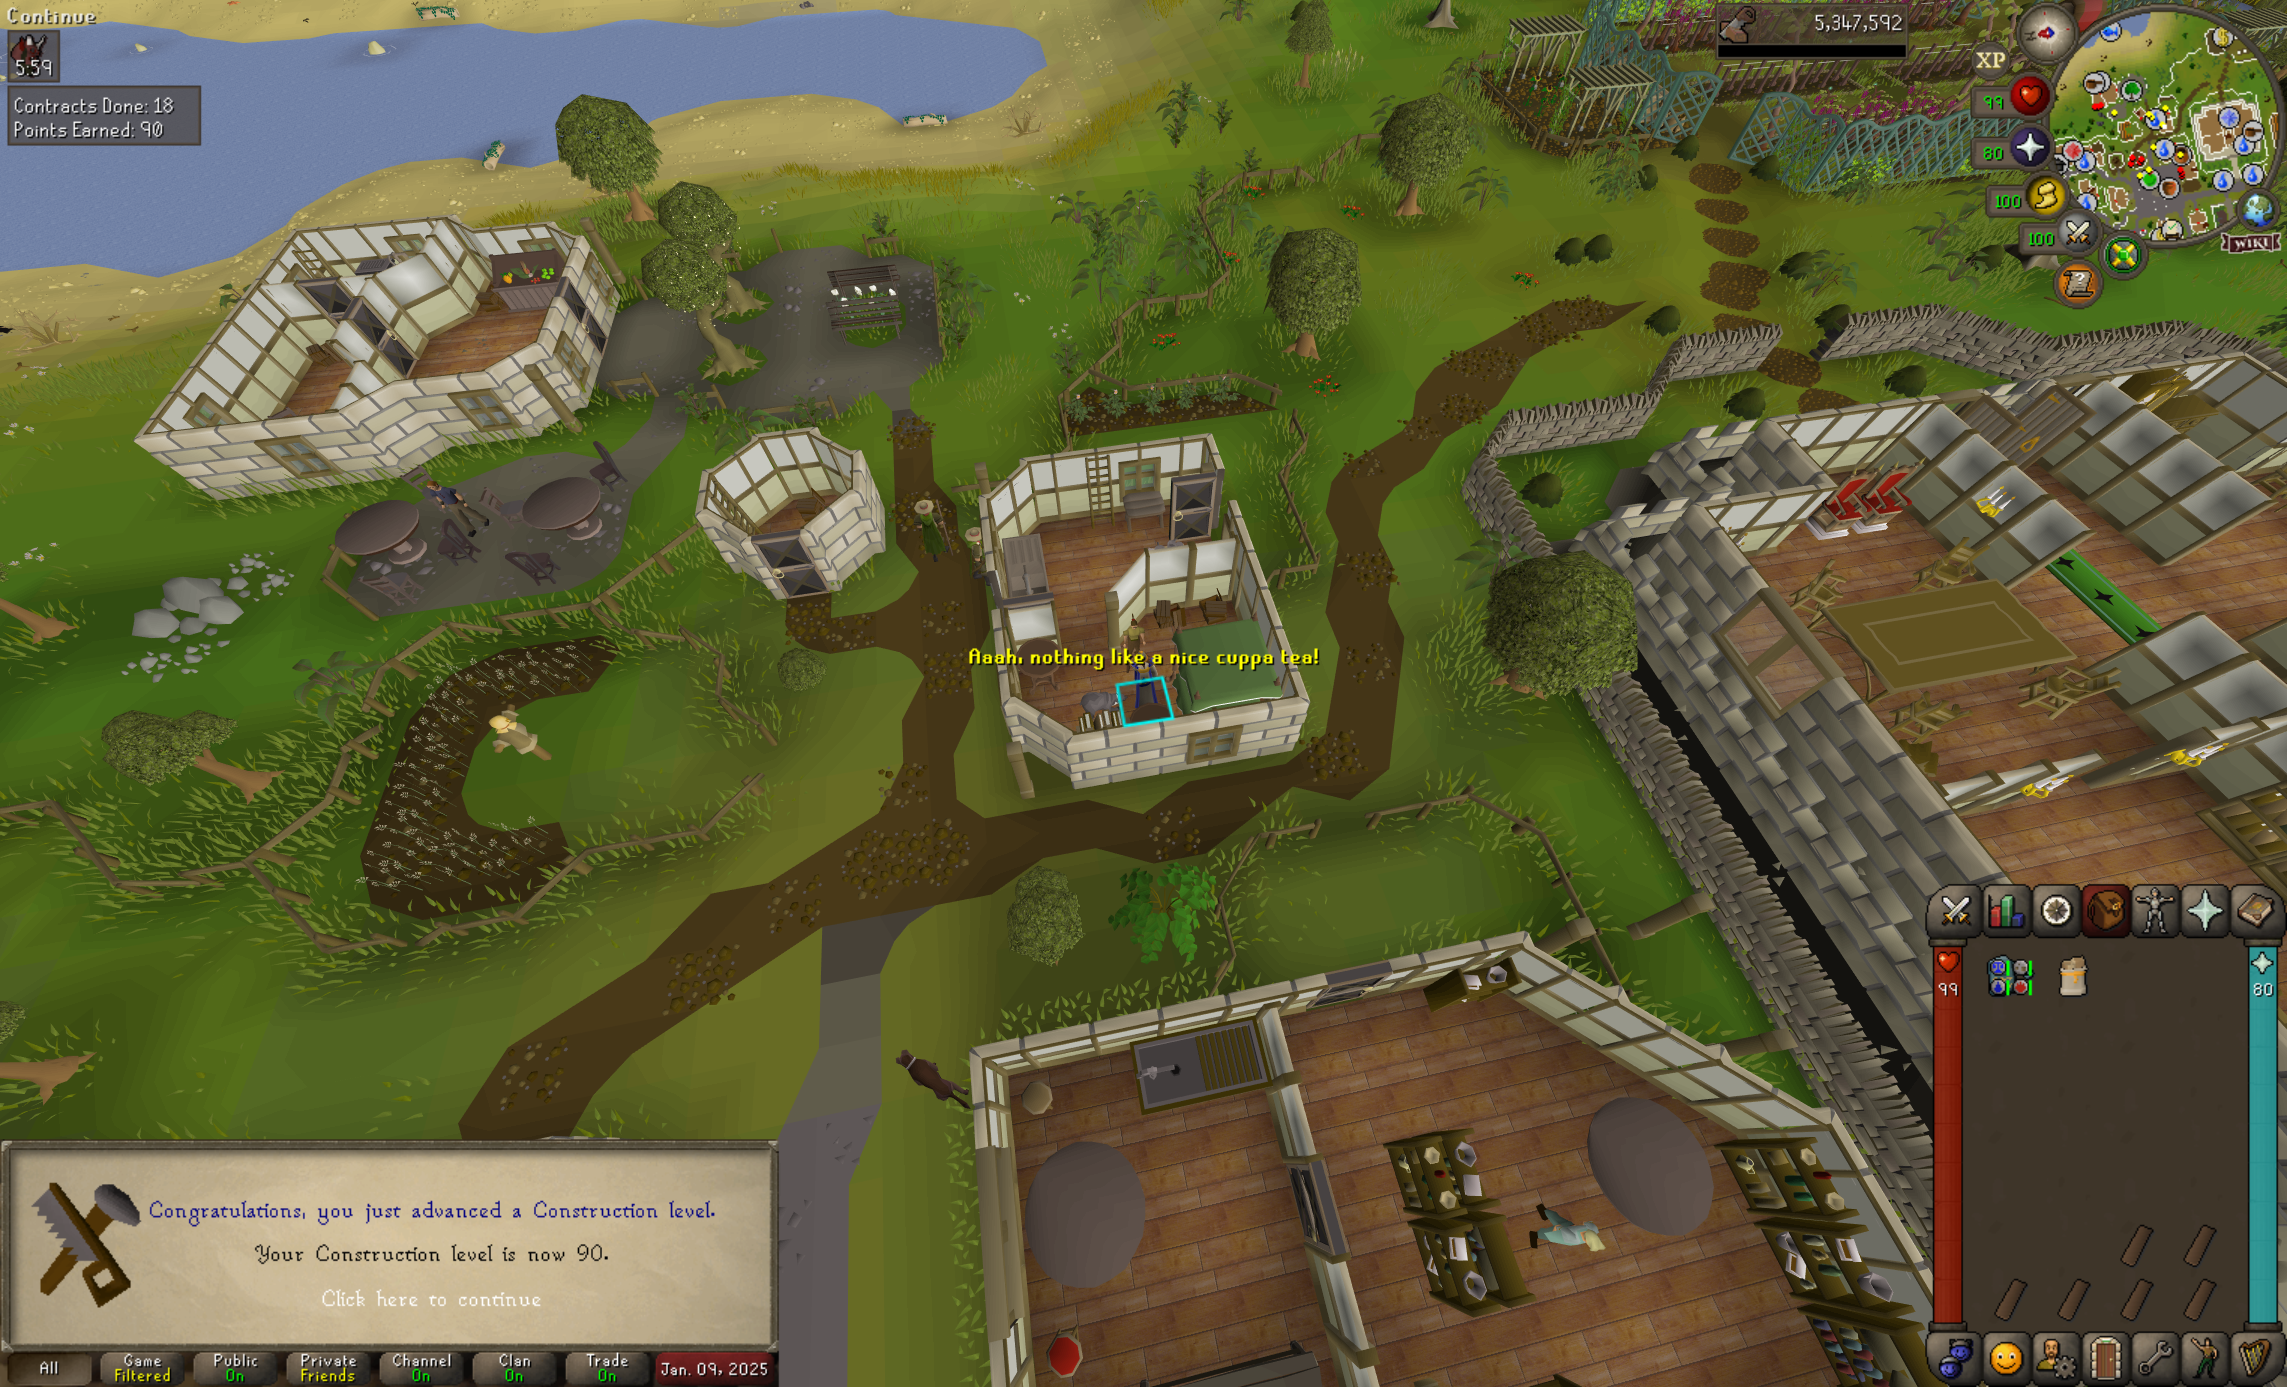 Continue
5:59
Contracts Done: 18
Points Earned: 90
5,347,592
XP
99
80
100
100
WIKI
Aaah, nothing like a nice cuppa tea!
99
80
Congratulations, you just advanced a Construction level.
Your Construction level is now 90.
Click here to continue
All
Game
Filtered
Public
On
Private
Friends
Channel
On
Clan
On
Trade
On
Jan. 09, 2025